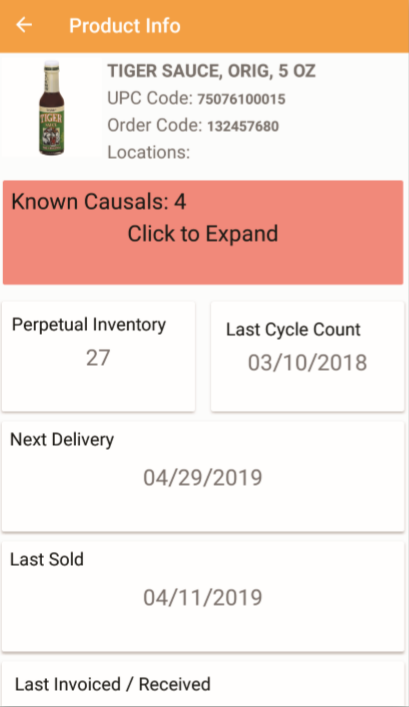 Product Info
TIGER SAUCE, ORIG, 5 OZ
UPC Code: 75076100015
Order Code: 132457680
Locations:
TIGER
Known Causals: 4
Click to Expand
Perpetual Inventory
27
Last Cycle Count
03/10/2018
Next Delivery
04/29/2019
Last Sold
04/11/2019
Last Invoiced / Received